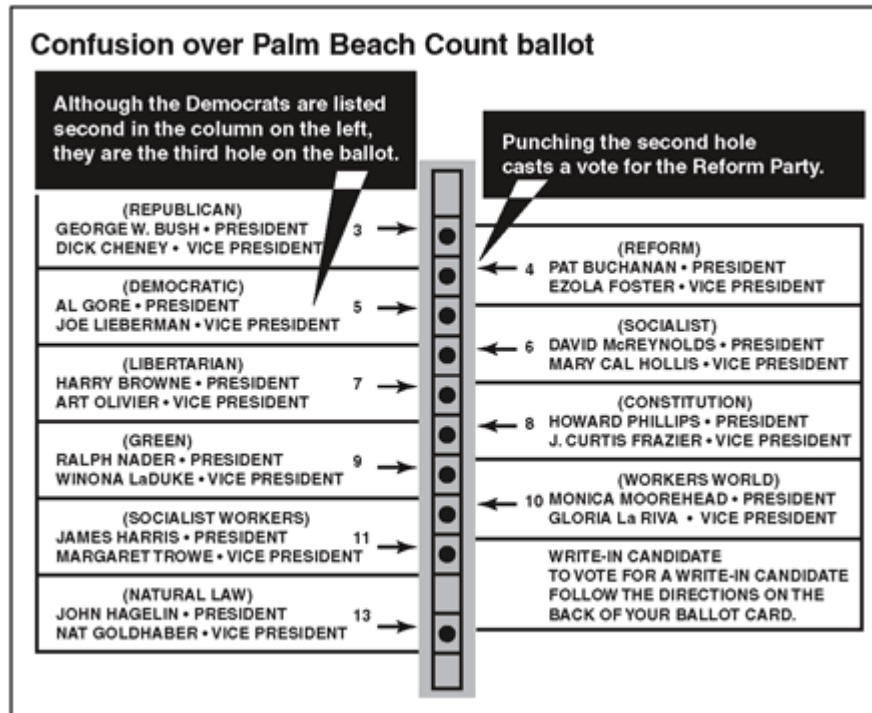 Confusion over Palm Beach Count ballot
Although the Democrats are listed
second in the column on the left,
they are the third hole on the ballot.
Punching the second hole
casts a vote for the Reform Party.
(REPUBLICAN)
GEORGE W. BUSH • PRESIDENT
DICK CHENEY • VICE PRESIDENT
3
(DEMOCRATIC)
AL GORE • PRESIDENT
JOE LIEBERMAN • VICE PRESIDENT
5
(LIBERTARIAN)
HARRY BROWNE • PRESIDENT
ART OLIVIER • VICE PRESIDENT
7
(GREEN)
RALPH NADER • PRESIDENT
WINONA LaDUKE • VICE PRESIDENT
9
(SOCIALIST WORKERS)
JAMES HARRIS • PRESIDENT
MARGARET TROWE • VICE PRESIDENT
11
(NATURAL LAW)
JOHN HAGELIN • PRESIDENT
NAT GOLDHABER • VICE PRESIDENT
13
(REFORM)
4 PAT BUCHANAN • PRESIDENT
EZOLA FOSTER • VICE PRESIDENT
(SOCIALIST)
6 DAVID McREYNOLDS • PRESIDENT
MARY CAL HOLLIS • VICE PRESIDENT
(CONSTITUTION)
8 HOWARD PHILLIPS • PRESIDENT
J. CURTIS FRAZIER • VICE PRESIDENT
(WORKERS WORLD)
10 MONICA MOOREHEAD • PRESIDENT
GLORIA La RIVA • VICE PRESIDENT
WRITE-IN CANDIDATE
TO VOTE FOR A WRITE-IN CANDIDATE
FOLLOW THE DIRECTIONS ON THE
BACK OF YOUR BALLOT CARD.